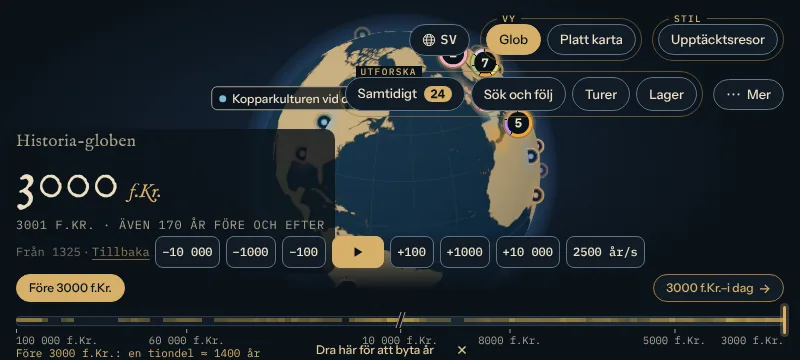 VY
STIL
SV
Glob
Platt karta
Upptäcktsresor
7
UTFORSKA
Kopparkulturen vid
Samtidigt 24
Sök och följ
Turer
Lager
··· Mer
5
Historia-globen
3000 f.Kr.
3001 F.KR. · ÄVEN 170 ÅR FÖRE OCH EFTER
Från 1325 · Tillbaka
−10 000
−1000
−100
+100
+1000
+10 000
2500 år/s
Före 3000 f.Kr.
3000 f.Kr.–i dag →
100 000 f.Kr.
60 000 f.Kr.
10 000 f.Kr.
8000 f.Kr.
5000 f.Kr.
3000 f.Kr.
Före 3000 f.Kr.: en tiondel ≈ 1400 år
Dra här för att byta år ×